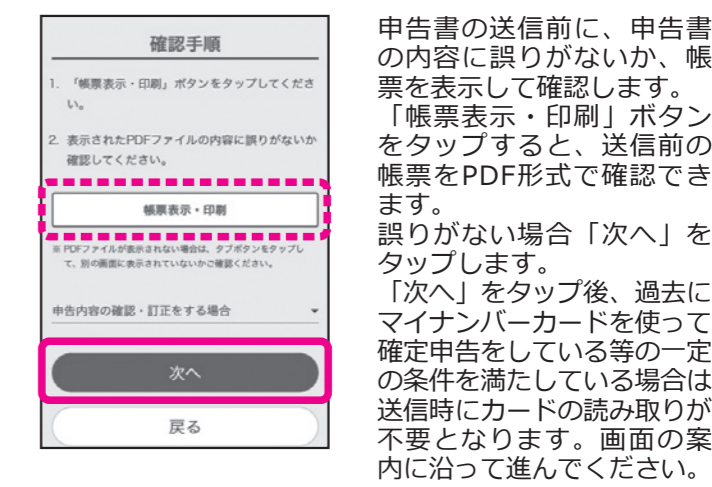 確認手順
1. 「帳票表示・印刷」ボタンをタップしてくださ
い。
2. 表示されたPDFファイルの内容に誤りがないか
確認してください。
帳票表示・印刷
※ PDFファイルが表示されない場合は、タブボタンをタップし
て、別の画面に表示されていないかご確認ください。
申告内容の確認・訂正をする場合
次へ
戻る
申告書の送信前に、申告書
の内容に誤りがないか、帳
票を表示して確認します。
「帳票表示・印刷」ボタン
をタップすると、送信前の
帳票をPDF形式で確認でき
ます。
誤りがない場合「次へ」を
タップします。
「次へ」をタップ後、過去に
マイナンバーカードを使って
確定申告をしている等の一定
の条件を満たしている場合は
送信時にカードの読み取りが
不要となります。画面の案
内に沿って進んでください。